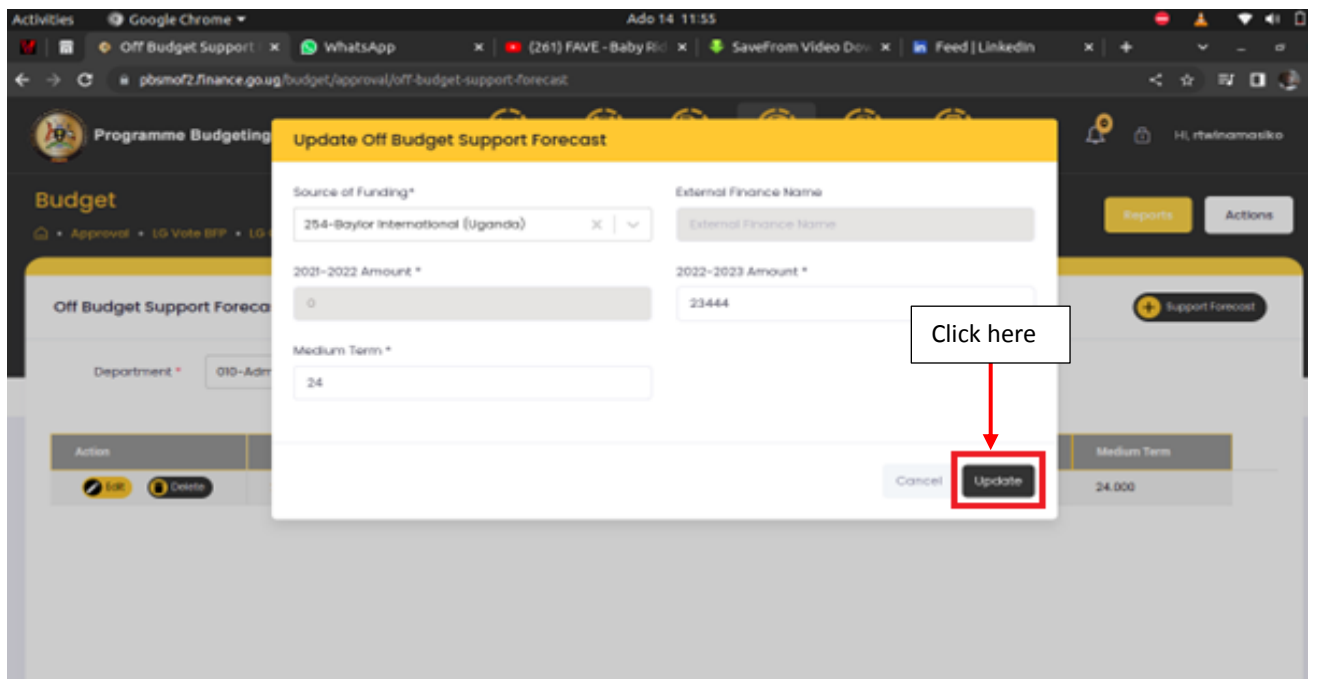 Activities Google Chrome Ado 14 11:55
Off Budget Support WhatsApp (261) FAVE - Baby Rid SaveFrom Video Dow Feed | LinkedIn
pbsmof2.finance.go.ug/budget/approval/off-budget-support-forecast
Programme Budgeting Hi, rtwinamasiko
Update Off Budget Support Forecast
Budget Reports Actions
Approval • LG Vote BFP • LG
Source of Funding* External Finance Name
254-Baylor International (Uganda) External Finance Name
2021-2022 Amount * 2022-2023 Amount *
0 23444
Off Budget Support Foreca Support Forecast
Click here
Medium Term *
Department * 010-Adm 24
Action Medium Term
Edit Delete 24.000
Cancel Update